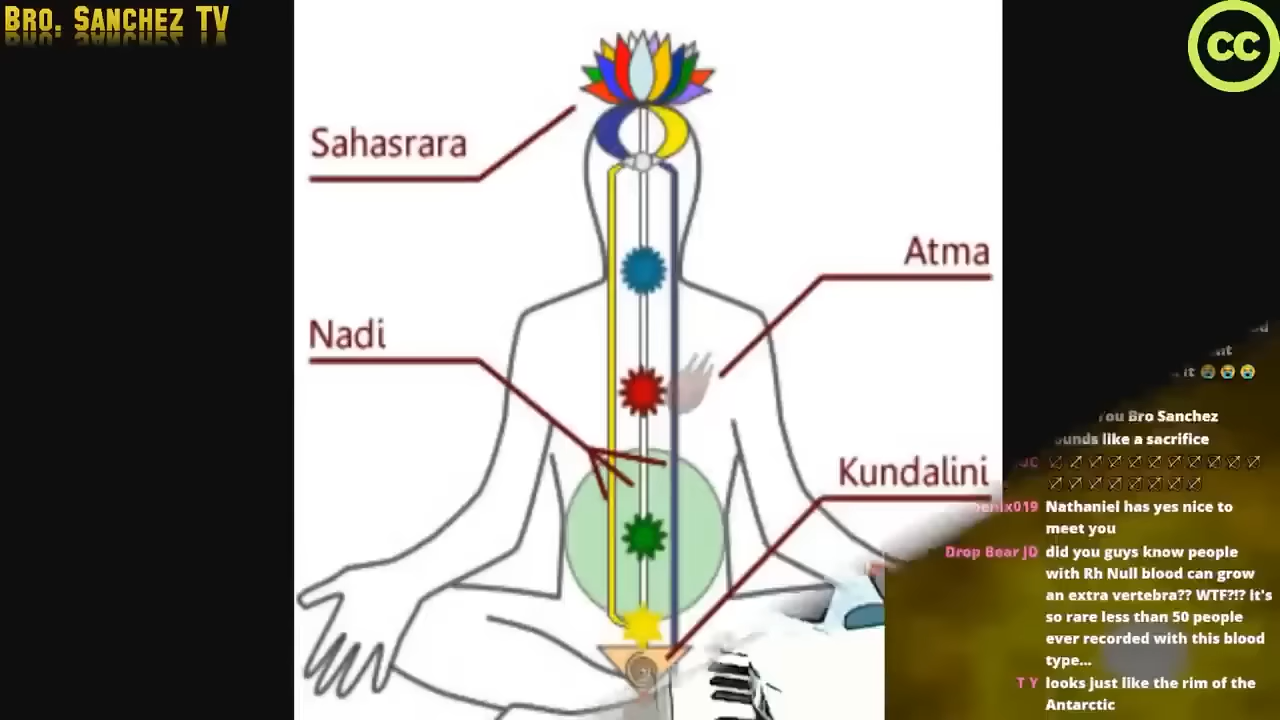 BRO. SANCHEZ TV
CC
Sahasrara
Atma
Nadi
Kundalini
it 😭 😭 😭
You Bro Sanchez
like a sacrifice
Nathaniel has yes nice to
meet you
Drop Bear JD did you guys know people
with Rh Null blood can grow
an extra vertebra?? WTF?!? It's
so rare less than 50 people
ever recorded with this blood
type...
T Y looks just like the rim of the
Antarctic